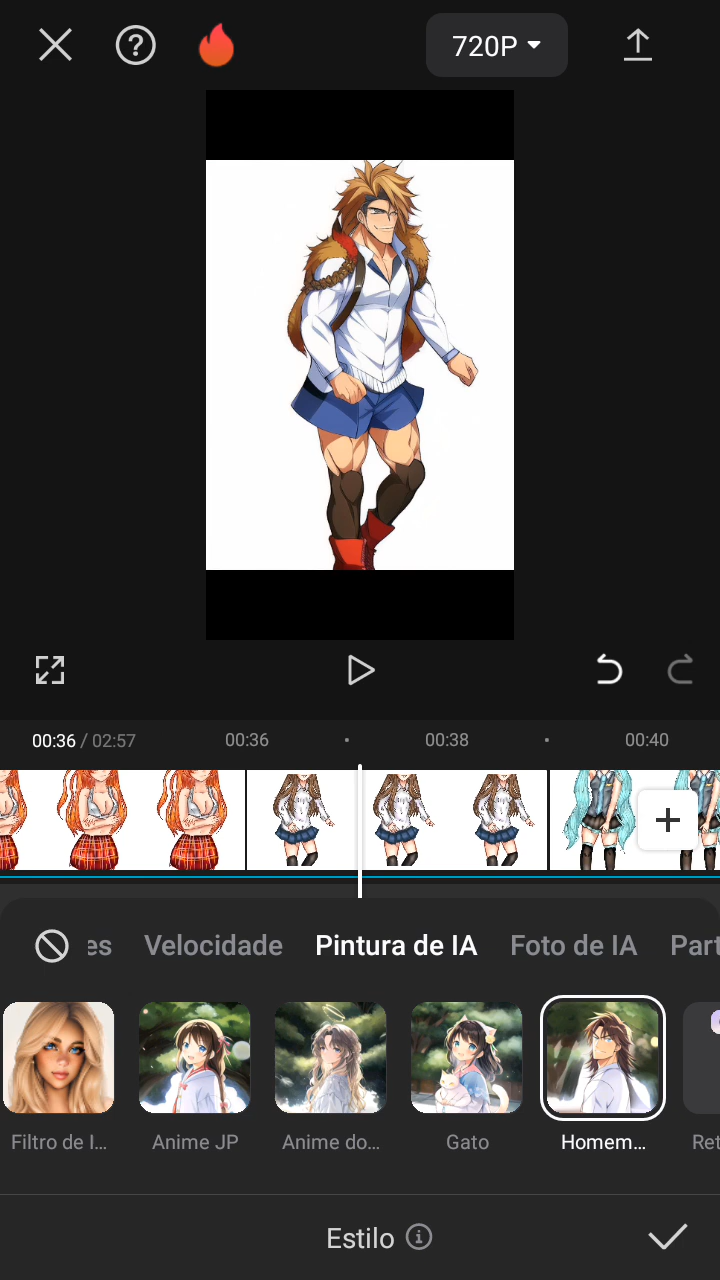 720P
00:36 / 02:57
00:36
00:38
00:40
es
Velocidade
Pintura de IA
Foto de IA
Part
Filtro de I...
Anime JP
Anime do...
Gato
Homem...
Ret
Estilo